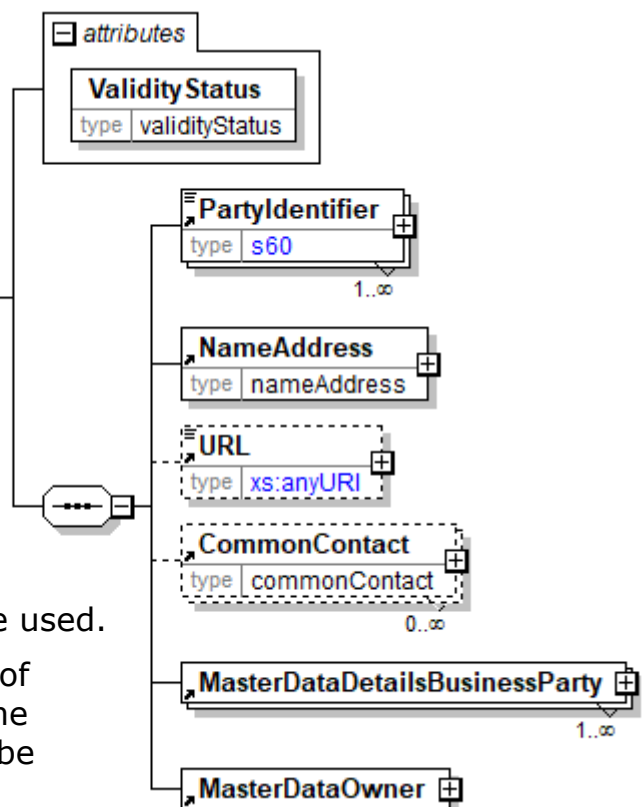 attributes
ValidityStatus
type validityStatus
PartyIdentifier
type s60
1..∞
NameAddress
type nameAddress
URL
type xs:anyURI
CommonContact
type commonContact
0..∞
MasterDataDetailsBusinessParty
1..∞
MasterDataOwner
used.
of
be